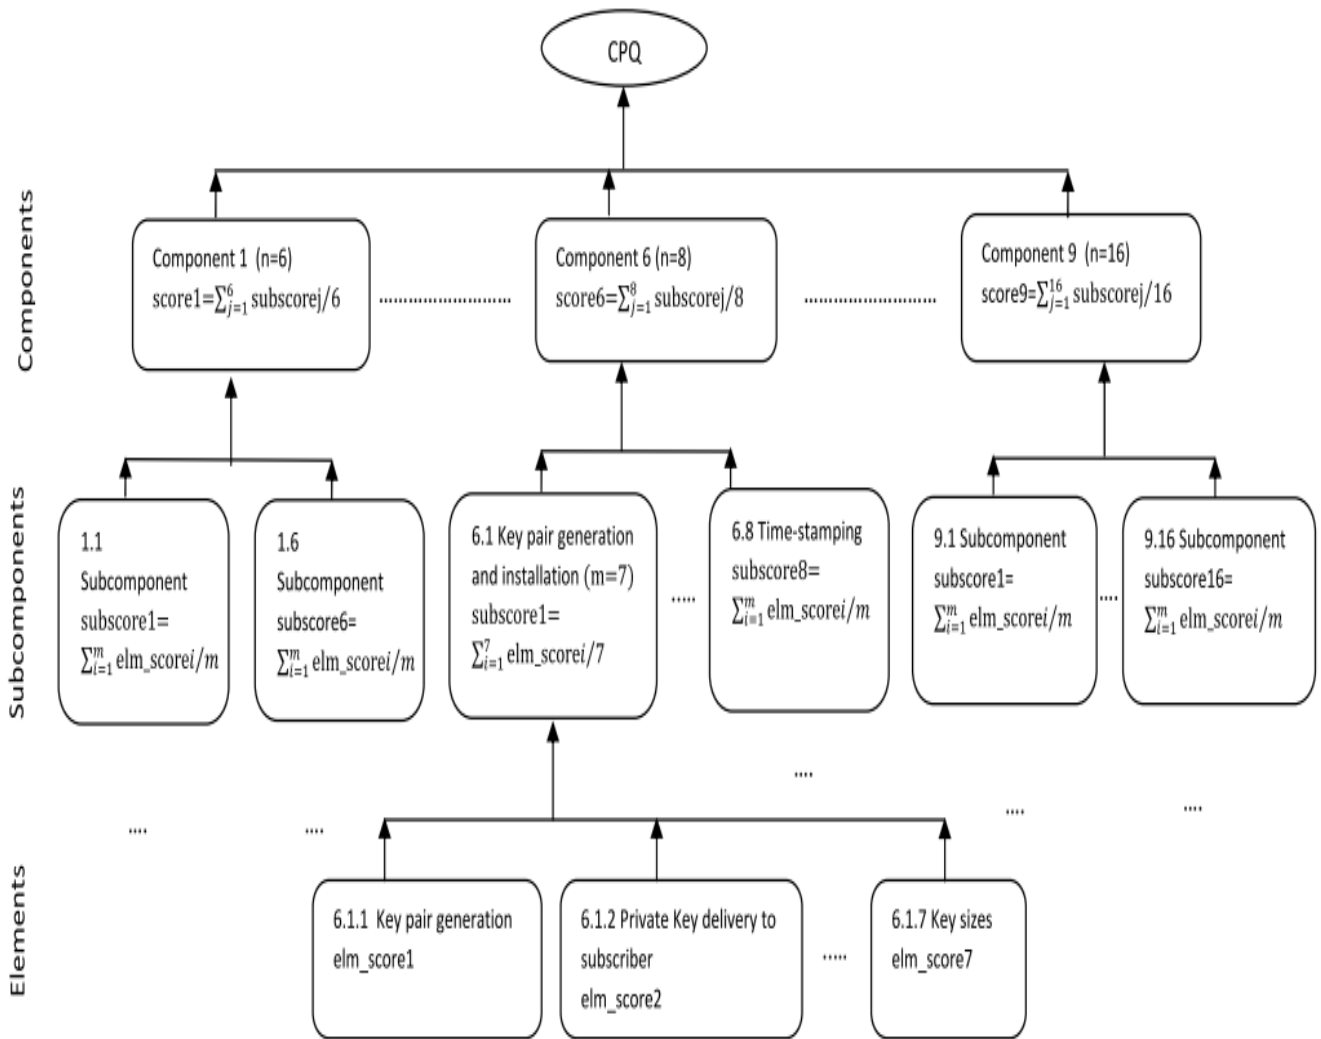 CPQ
Components
Component 1 (n=6)
score1=∑_{j=1}^{6} subscorej/6
........................................
Component 6 (n=8)
score6=∑_{j=1}^{8} subscorej/8
........................................
Component 9 (n=16)
score9=∑_{j=1}^{16} subscorej/16
Subcomponents
1.1
Subcomponent
subscore1=
∑_{i=1}^{m} elm_scorei/m
1.6
Subcomponent
subscore6=
∑_{i=1}^{m} elm_scorei/m
6.1 Key pair generation
and installation (m=7)
subscore1=
∑_{i=1}^{7} elm_scorei/7
.....
6.8 Time-stamping
subscore8=
∑_{i=1}^{m} elm_scorei/m
9.1 Subcomponent
subscore1=
∑_{i=1}^{m} elm_scorei/m
....
9.16 Subcomponent
subscore16=
∑_{i=1}^{m} elm_scorei/m
....
....
....
....
....
Elements
6.1.1 Key pair generation
elm_score1
6.1.2 Private Key delivery to
subscriber
elm_score2
.....
6.1.7 Key sizes
elm_score7